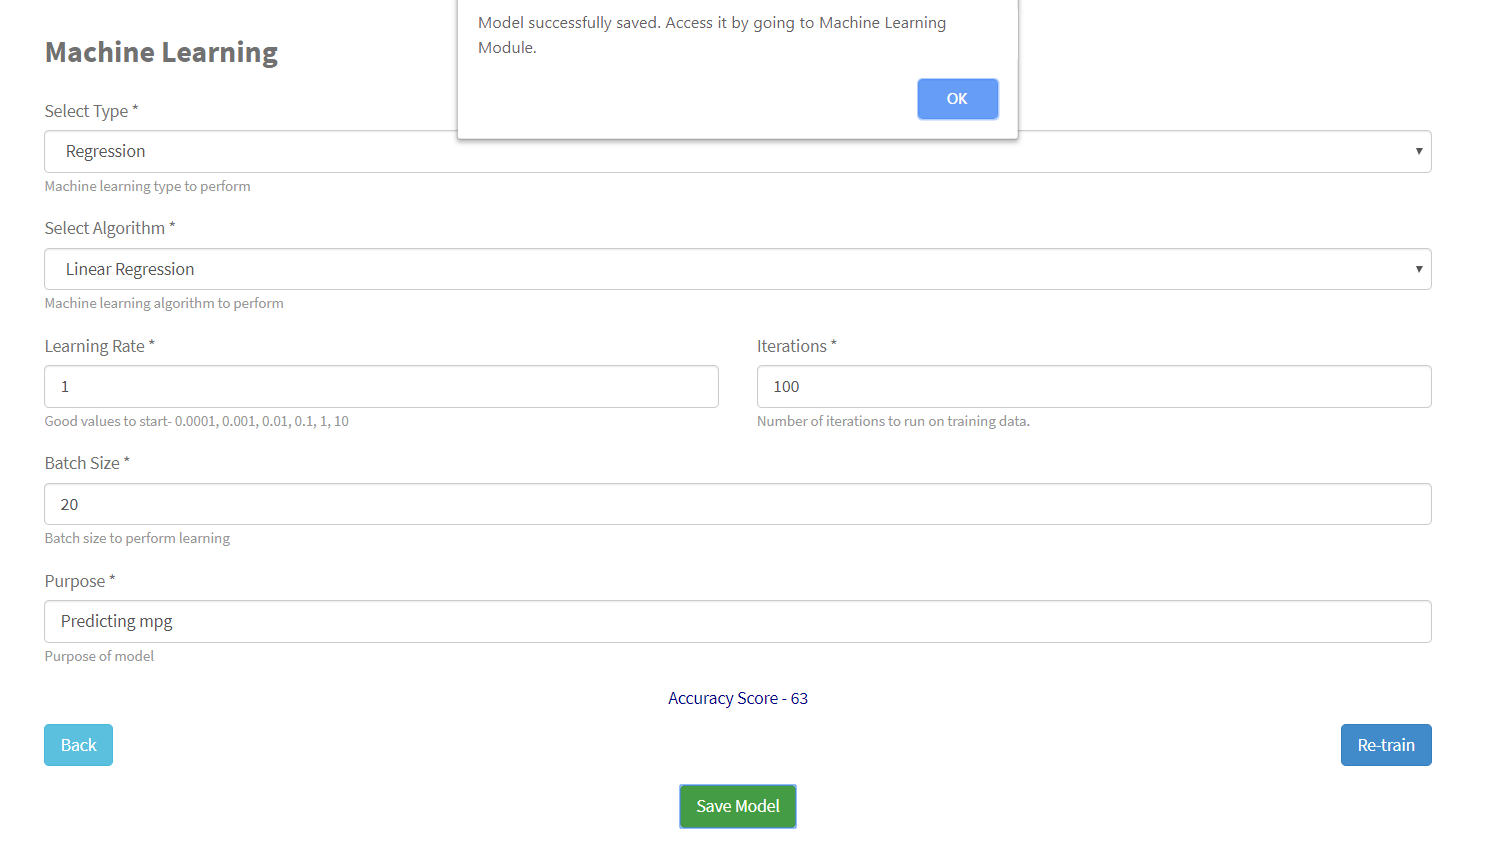 Model successfully saved. Access it by going to Machine Learning
Module.
OK
Machine Learning
Select Type *
Regression
Machine learning type to perform
Select Algorithm *
Linear Regression
Machine learning algorithm to perform
Learning Rate *
1
Good values to start- 0.0001, 0.001, 0.01, 0.1, 1, 10
Iterations *
100
Number of iterations to run on training data.
Batch Size *
20
Batch size to perform learning
Purpose *
Predicting mpg
Purpose of model
Accuracy Score - 63
Back
Re-train
Save Model